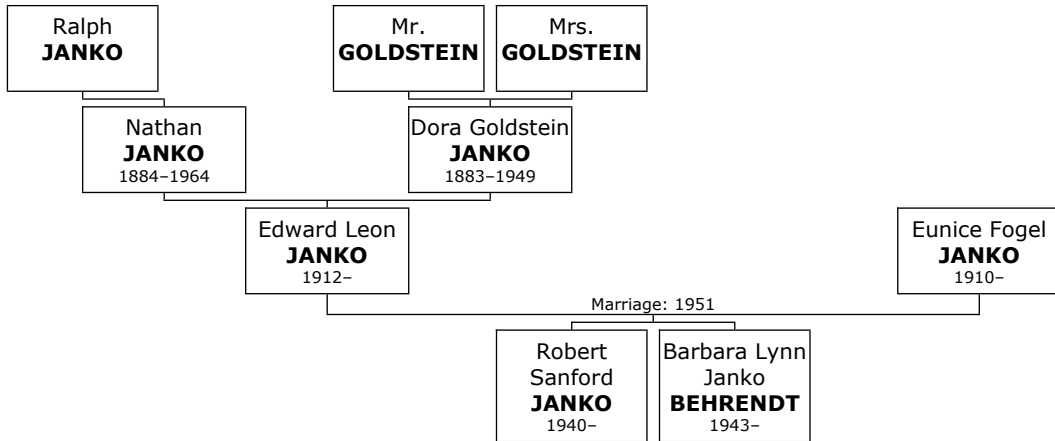 Ralph
JANKO
Mr.
GOLDSTEIN
Mrs.
GOLDSTEIN
Nathan
JANKO
1884–1964
Dora Goldstein
JANKO
1883–1949
Edward Leon
JANKO
1912–
Eunice Fogel
JANKO
1910–
Marriage: 1951
Robert
Sanford
JANKO
1940–
Barbara Lynn
Janko
BEHRENDT
1943–